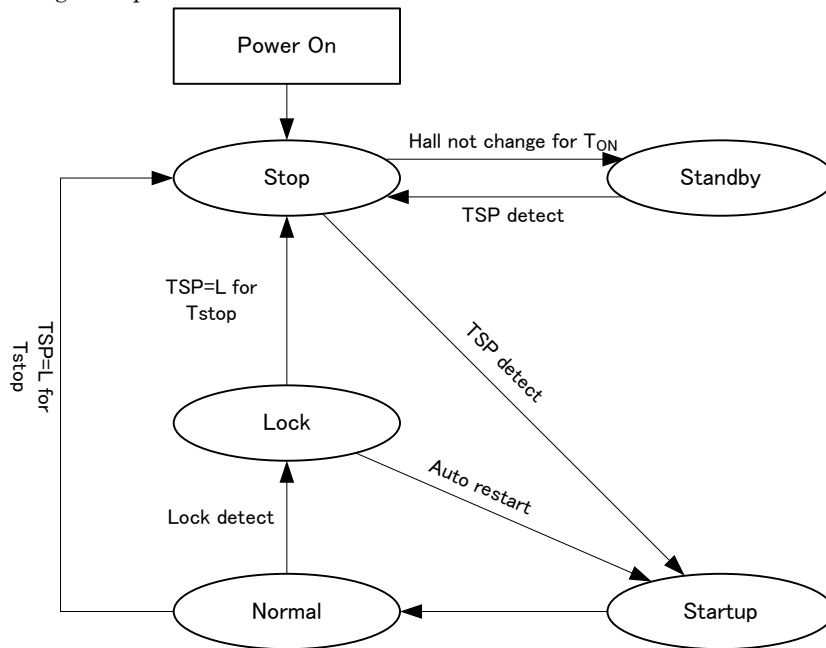 Power On
Hall not change for TON
Stop
Standby
TSP detect
TSP=L for
Tstop
TSP=L for
Tstop
TSP detect
Lock
Auto restart
Lock detect
Normal
Startup